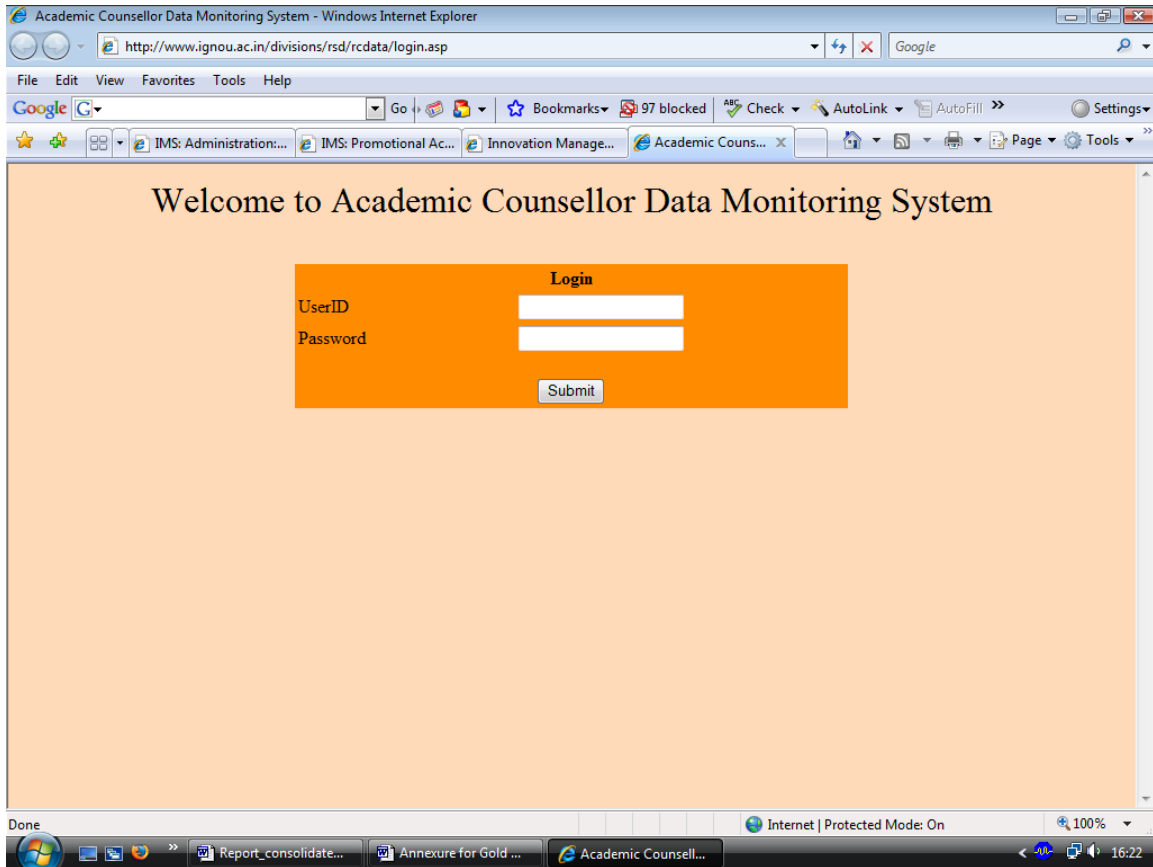 Academic Counsellor Data Monitoring System - Windows Internet Explorer
http://www.ignou.ac.in/divisions/rsd/rcdata/login.asp Google
File Edit View Favorites Tools Help
Google G Go Bookmarks 97 blocked ABC Check AutoLink AutoFill Settings
IMS: Administration:... IMS: Promotional Ac... Innovation Manage... Academic Couns... Page Tools
Welcome to Academic Counsellor Data Monitoring System
Login
UserID
Password
Submit
Done Internet | Protected Mode: On 100%
Report_consolidate... Annexure for Gold ... Academic Counsell... 16:22